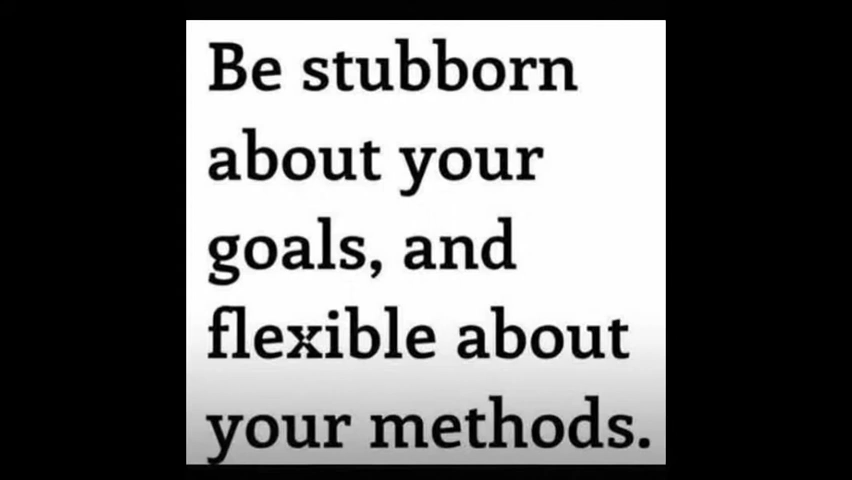 Be stubborn
about your
goals, and
flexible about
your methods.